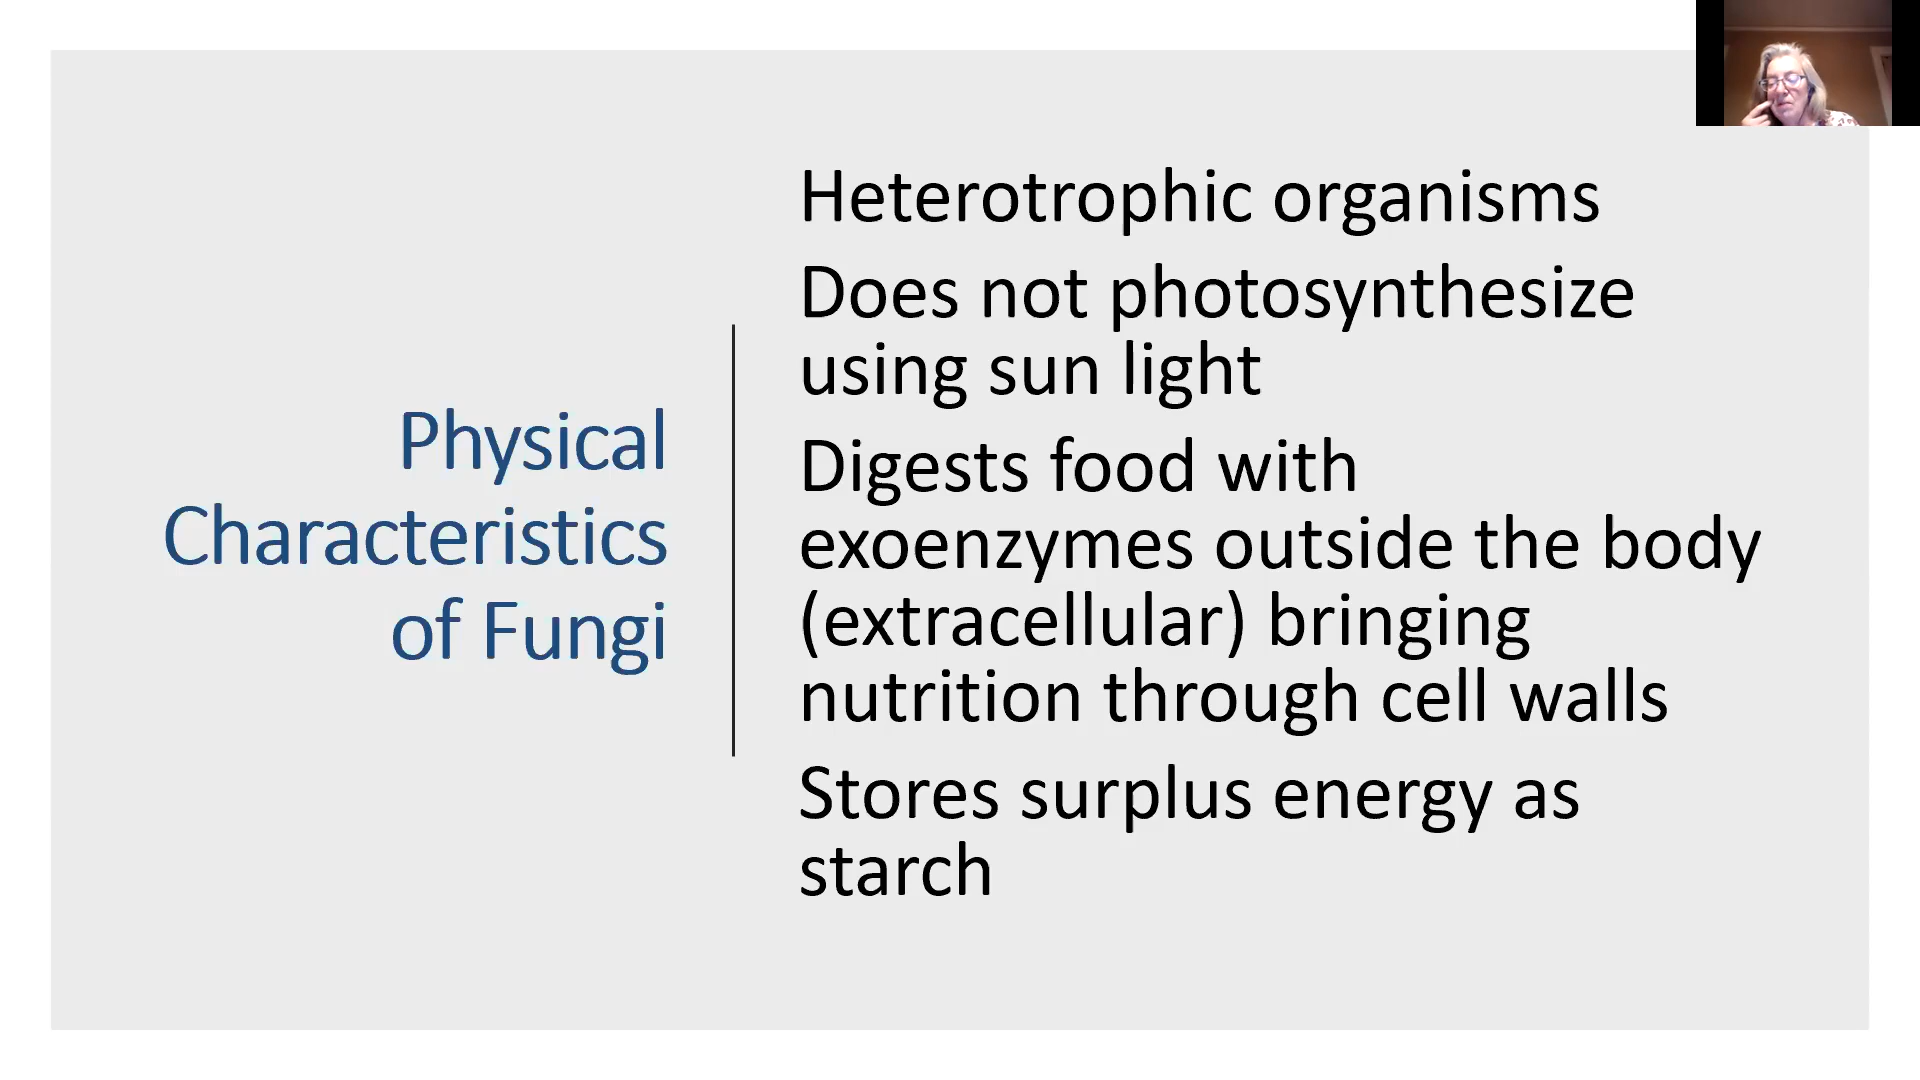 Physical
Characteristics
of Fungi
Heterotrophic organisms
Does not photosynthesize
using sun light
Digests food with
exoenzymes outside the body
(extracellular) bringing
nutrition through cell walls
Stores surplus energy as
starch